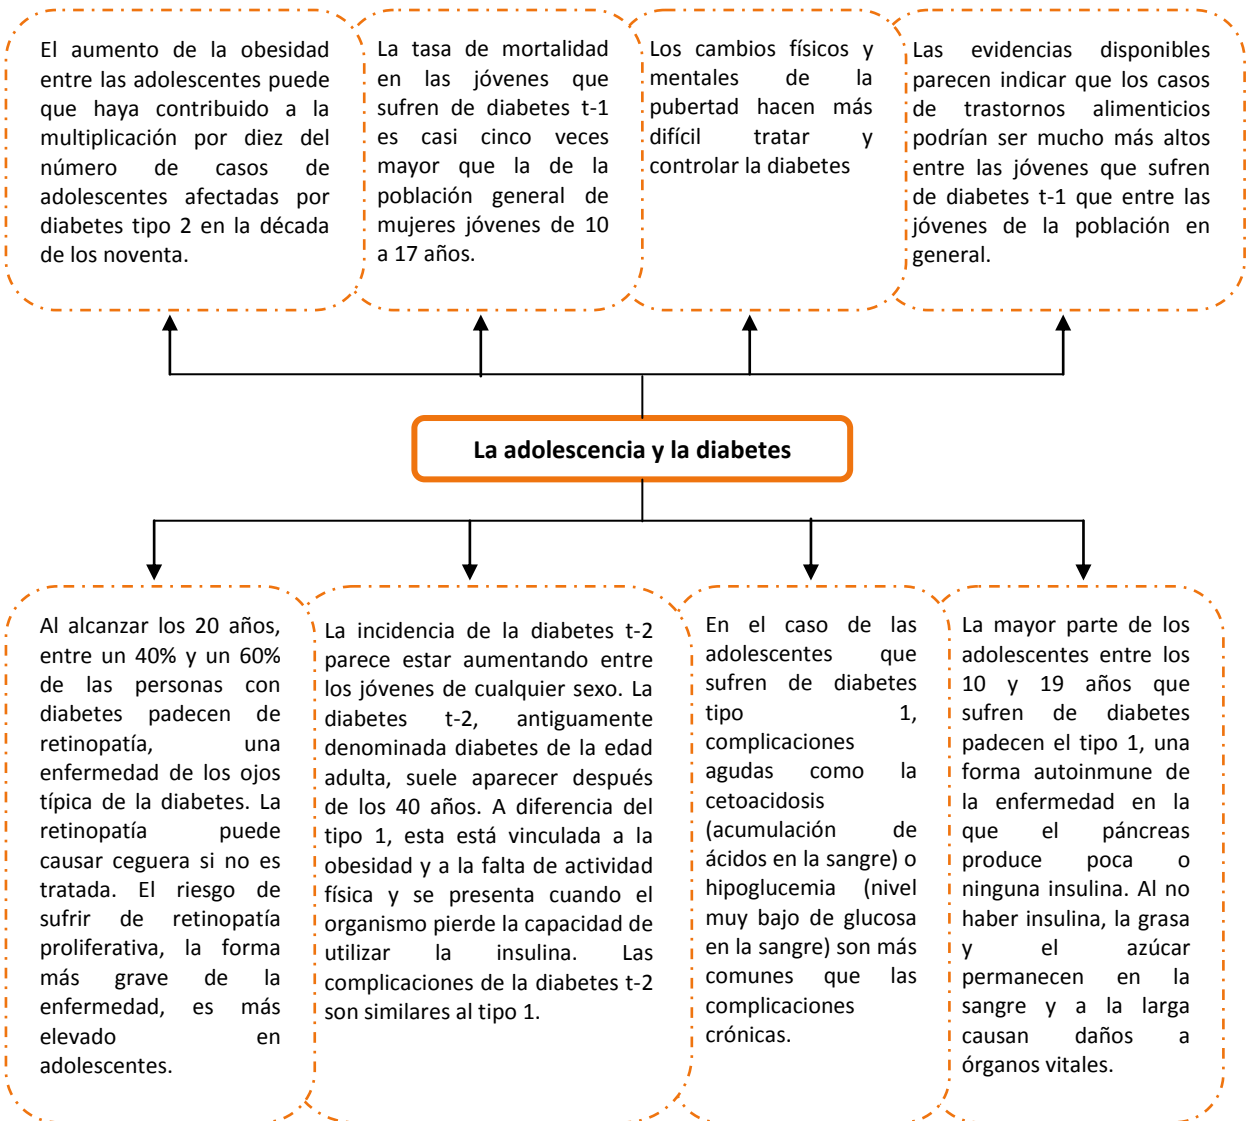 El aumento de la obesidad
entre las adolescentes puede
que haya contribuido a la
multiplicación por diez del
número de casos de
adolescentes afectadas por
diabetes tipo 2 en la década
de los noventa.
La tasa de mortalidad
en las jóvenes que
sufren de diabetes t-1
es casi cinco veces
mayor que la de la
población general de
mujeres jóvenes de 10
a 17 años.
Los cambios físicos y
mentales de la
pubertad hacen más
difícil tratar y
controlar la diabetes
Las evidencias disponibles
parecen indicar que los casos
de trastornos alimenticios
podrían ser mucho más altos
entre las jóvenes que sufren
de diabetes t-1 que entre las
jóvenes de la población en
general.
La adolescencia y la diabetes
Al alcanzar los 20 años,
entre un 40% y un 60%
de las personas con
diabetes padecen de
retinopatía, una
enfermedad de los ojos
típica de la diabetes. La
retinopatía puede
causar ceguera si no es
tratada. El riesgo de
sufrir de retinopatía
proliferativa, la forma
más grave de la
enfermedad, es más
elevado en
adolescentes.
La incidencia de la diabetes t-2
parece estar aumentando entre
los jóvenes de cualquier sexo. La
diabetes t-2, antiguamente
denominada diabetes de la edad
adulta, suele aparecer después
de los 40 años. A diferencia del
tipo 1, esta está vinculada a la
obesidad y a la falta de actividad
física y se presenta cuando el
organismo pierde la capacidad de
utilizar la insulina. Las
complicaciones de la diabetes t-2
son similares al tipo 1.
En el caso de las
adolescentes que
sufren de diabetes
tipo 1,
complicaciones
agudas como la
cetoacidosis
(acumulación de
ácidos en la sangre) o
hipoglucemia (nivel
muy bajo de glucosa
en la sangre) son más
comunes que las
complicaciones
crónicas.
La mayor parte de los
adolescentes entre los
10 y 19 años que
sufren de diabetes
padecen el tipo 1, una
forma autoinmune de
la enfermedad en la
que el páncreas
produce poca o
ninguna insulina. Al no
haber insulina, la grasa
y el azúcar
permanecen en la
sangre y a la larga
causan daños a
órganos vitales.